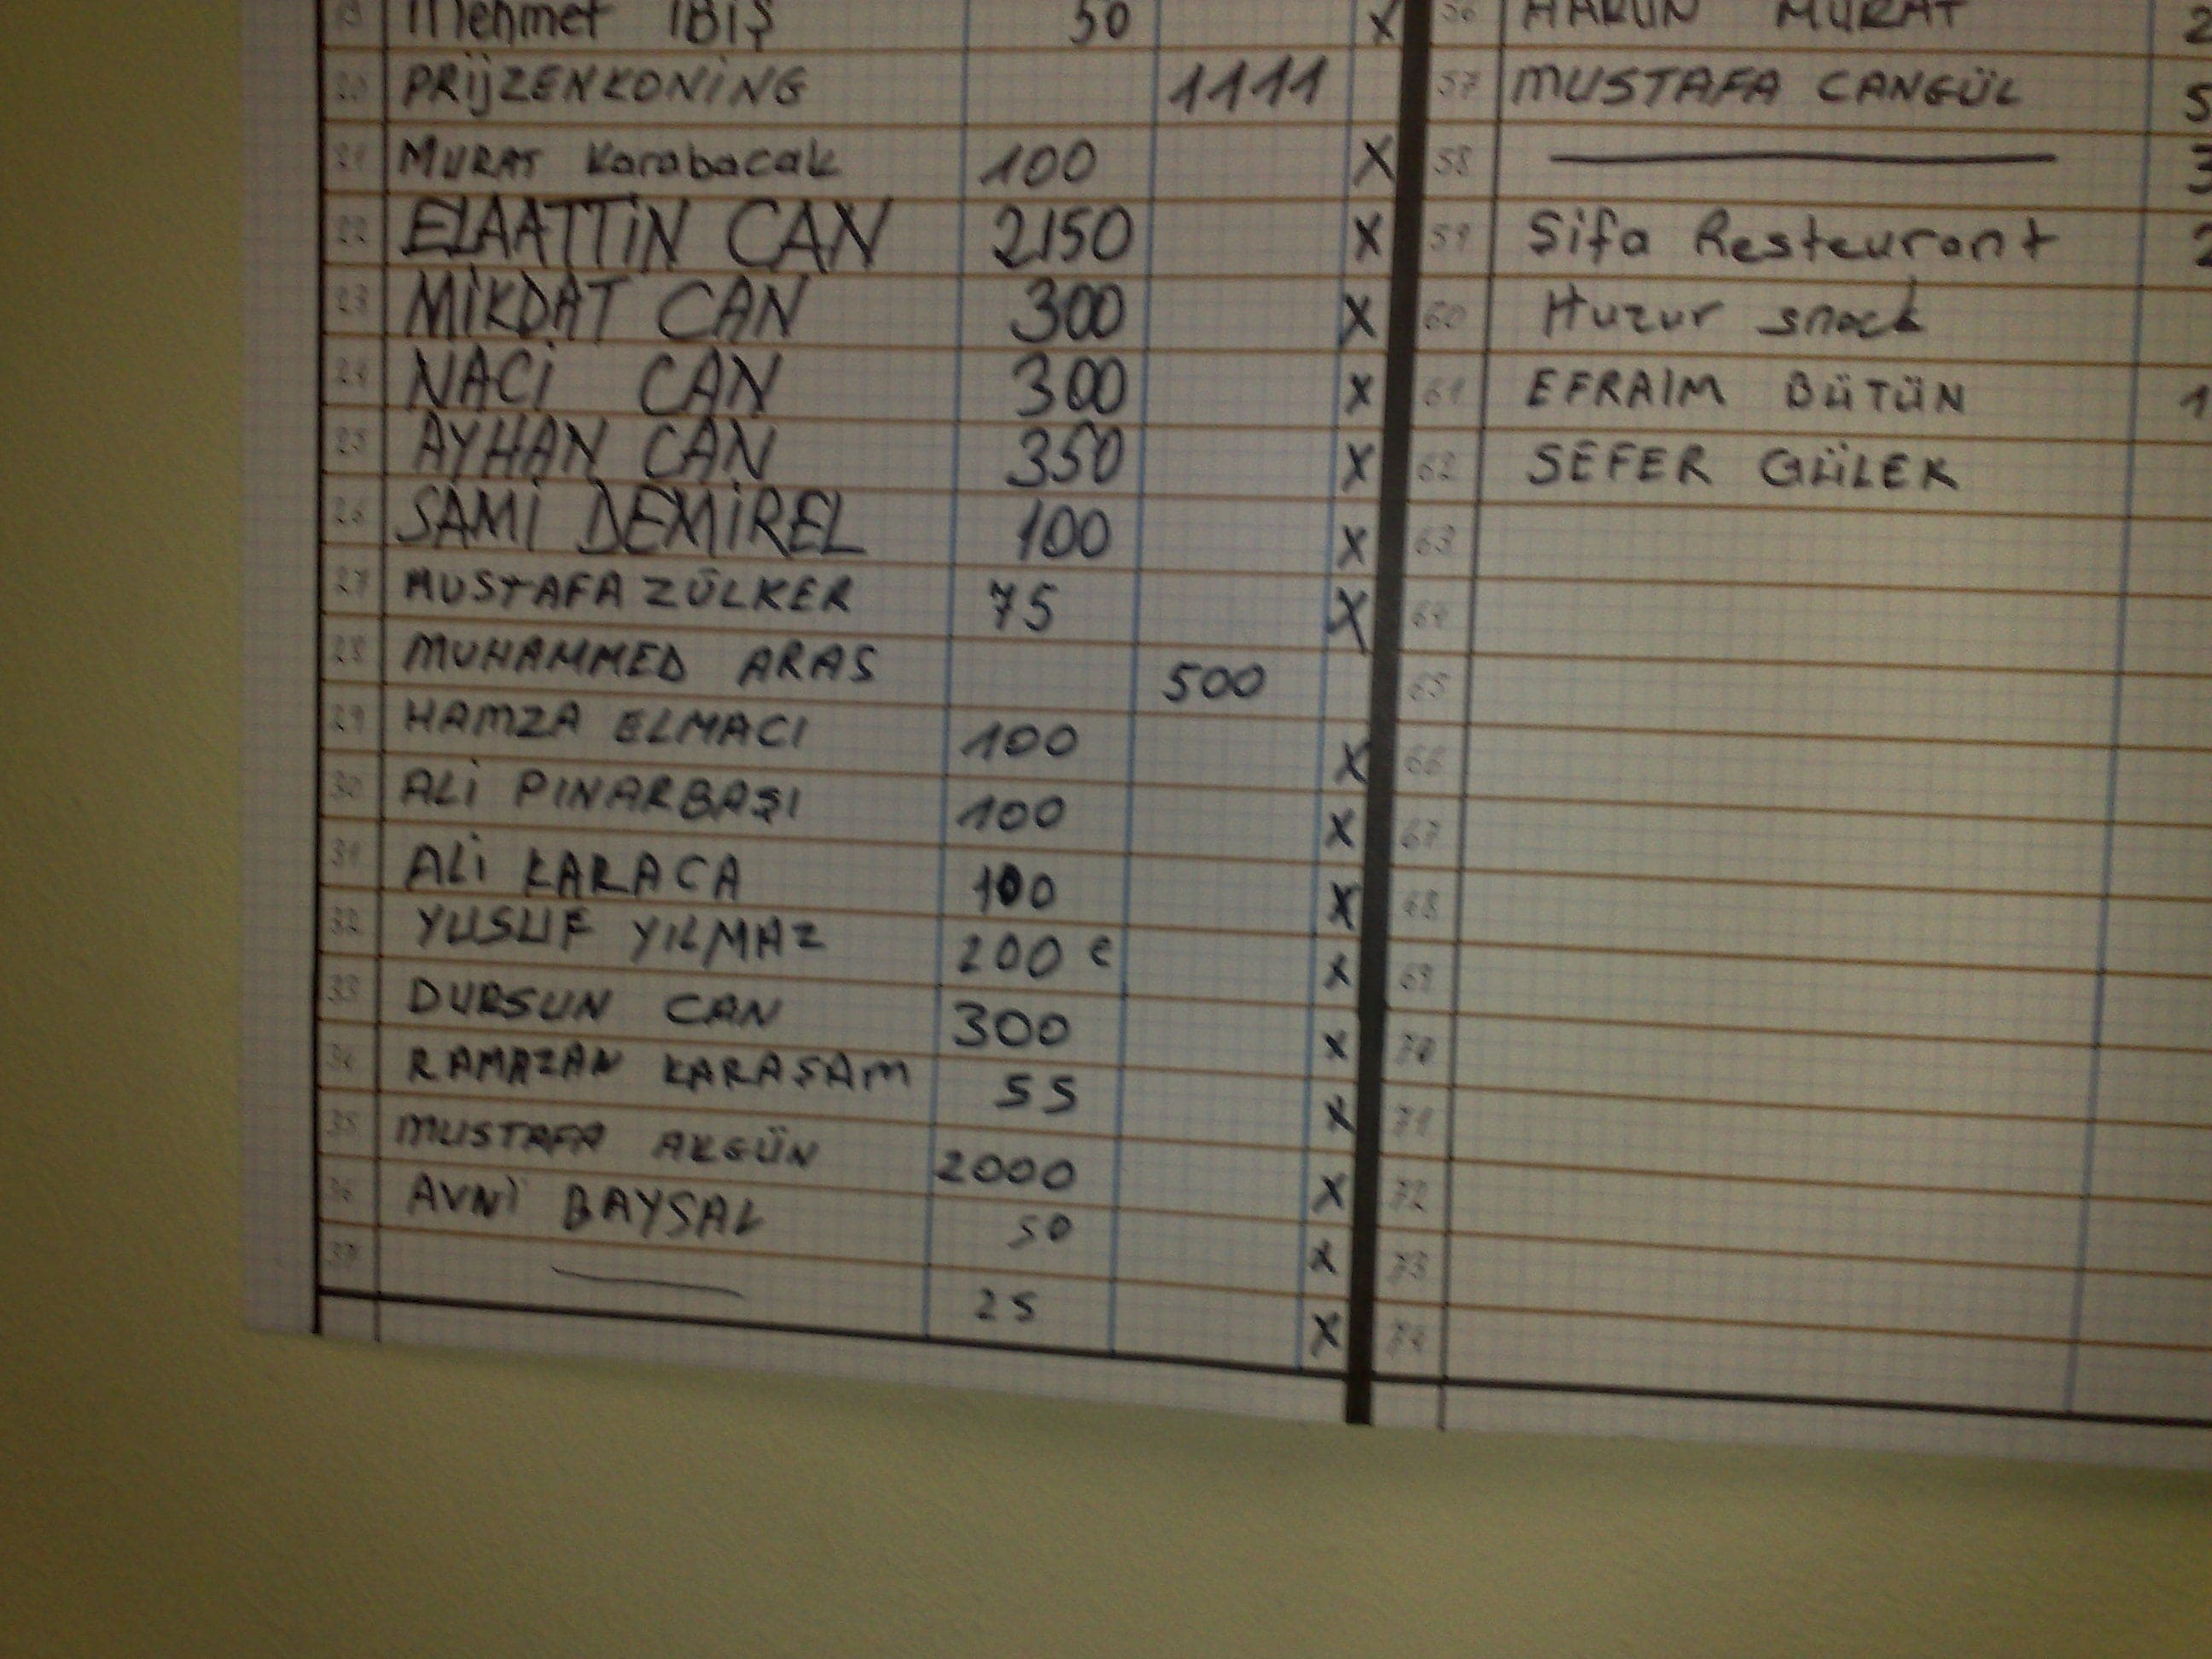 19 Mehmet IBIŞ 50 X
20 PRijZENKONiNG 1111
21 MURAT Karabacak 100 X
22 ELAATTiN CAN 2150 X
23 MiKDAT CAN 300 X
24 NACi CAN 300 X
25 AYHAN CAN 350 X
26 SAMi DEMiREL 100 X
27 MUSTAFA ZÜLKER 75 X
28 MUHAMMED ARAS 500
29 HAMZA ELMACI 100 X
30 ALi PINARBAŞI 100 X
31 ALi KARACA 100 X
32 YUSUF YILMAZ 200 € X
33 DURSUN CAN 300 X
34 RAMAZAN KARAŞAM 55 X
35 MUSTAFA AKGÜN 2000 X
36 AVNi BAYSAL 50 X
37 25 X
56 HARUN MURAT 2
57 MUSTAFA CANGÜL 5
58 3
59 Sifa Resteurant 2
60 Huzur snack
61 EFRAIM BÜTÜN 1
62 SEFER GÜLEK
63
64
65
66
67
68
69
70
71
72
73
74